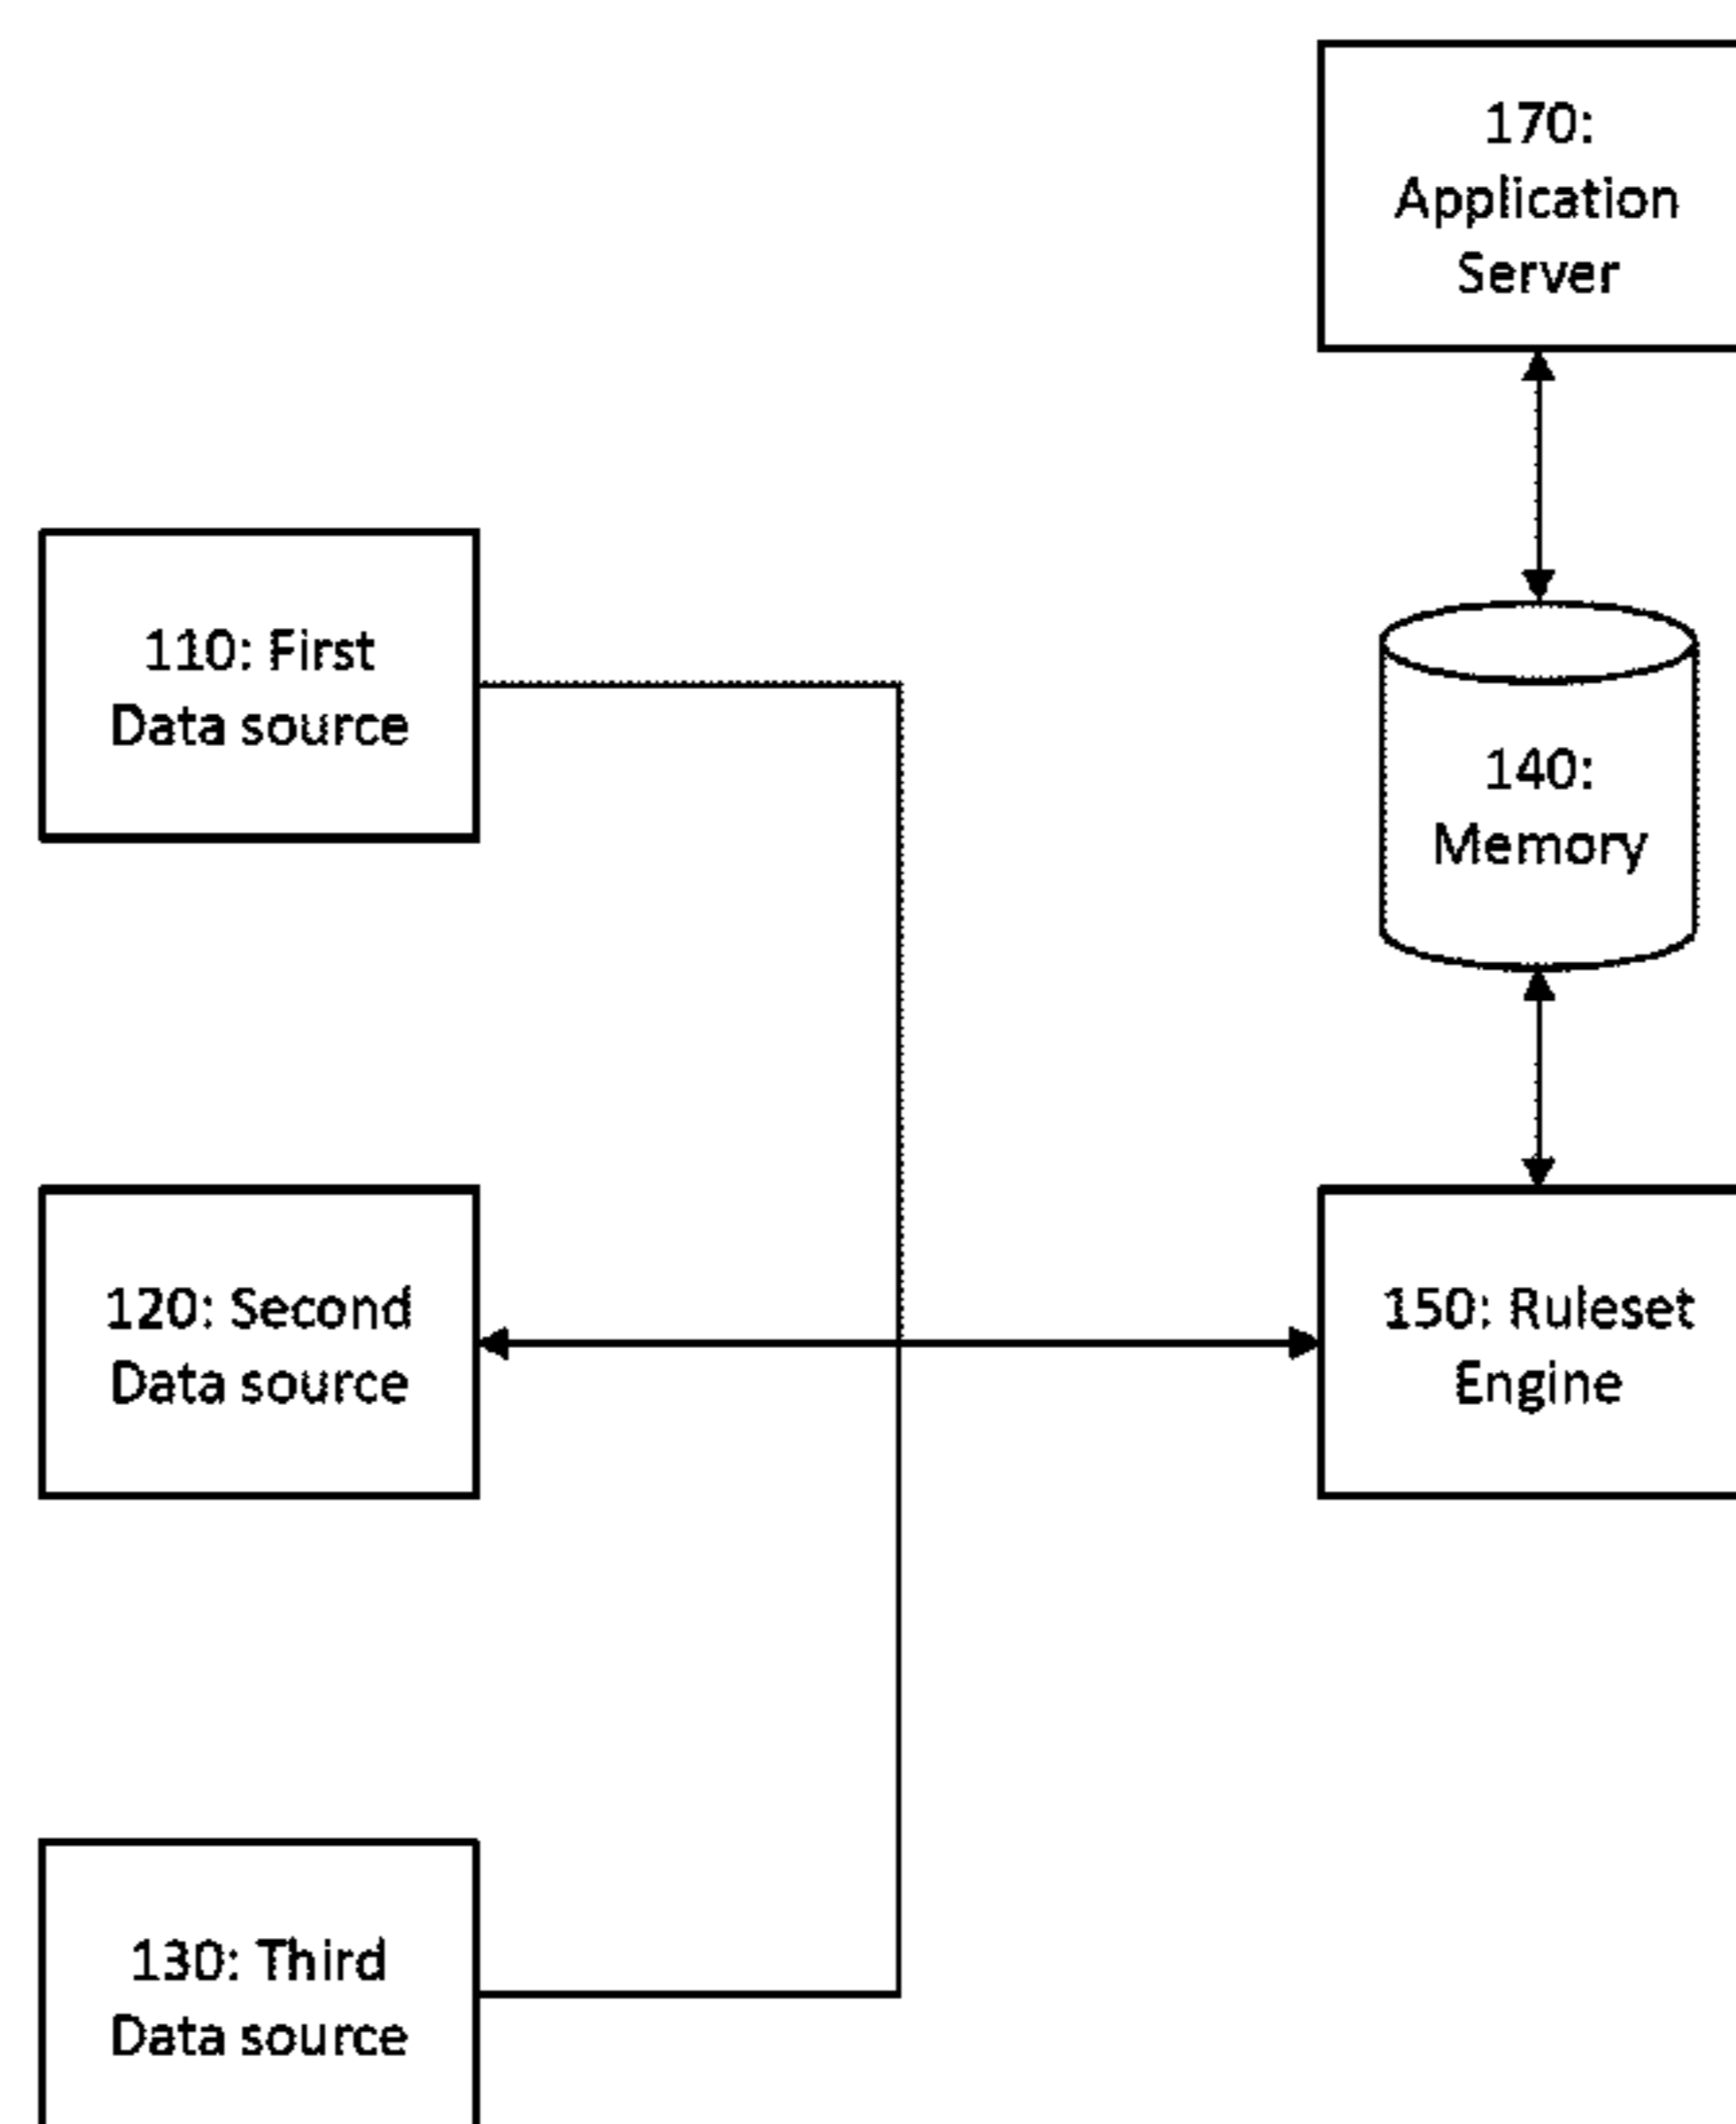 170:
Application
Server
110: First
Data source
140:
Memory
120: Second
Data source
150: Ruleset
Engine
130: Third
Data source